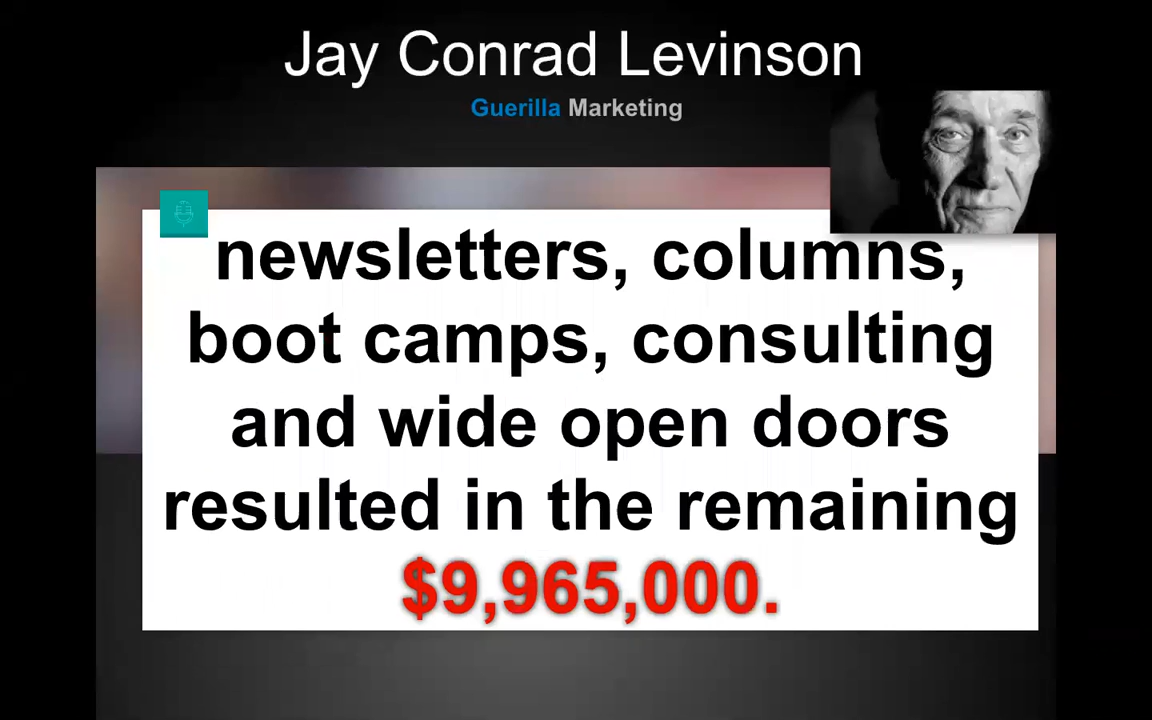 Jay Conrad Levinson
Guerilla Marketing
newsletters, columns,
boot camps, consulting
and wide open doors
resulted in the remaining
$9,965,000.